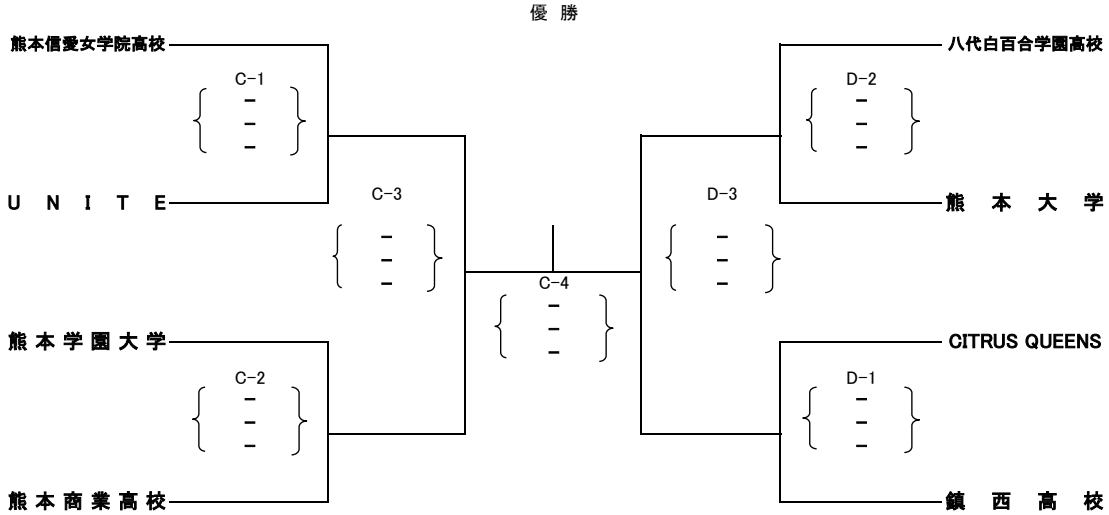 優 勝
熊本信愛女学院高校
八代白百合学園高校
C-1
-
-
-
D-2
-
-
-
U N I T E
熊 本 大 学
C-3
-
-
-
D-3
-
-
-
C-4
-
-
-
熊 本 学 園 大 学
CITRUS QUEENS
C-2
-
-
-
D-1
-
-
-
熊 本 商 業 高 校
鎮 西 高 校